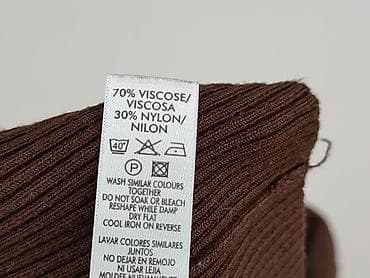 70% VISCOSE/
VISCOSA
30% NYLON/
NILON
40°
P
WASH SIMILAR COLOURS
TOGETHER
DO NOT SOAK OR BLEACH
RESHAPE WHILE DAMP
DRY FLAT
COOL IRON ON REVERSE
LAVAR COLORES SIMILARES
JUNTOS
NO DEJAR EN REMOJO
NI USAR LEJIA